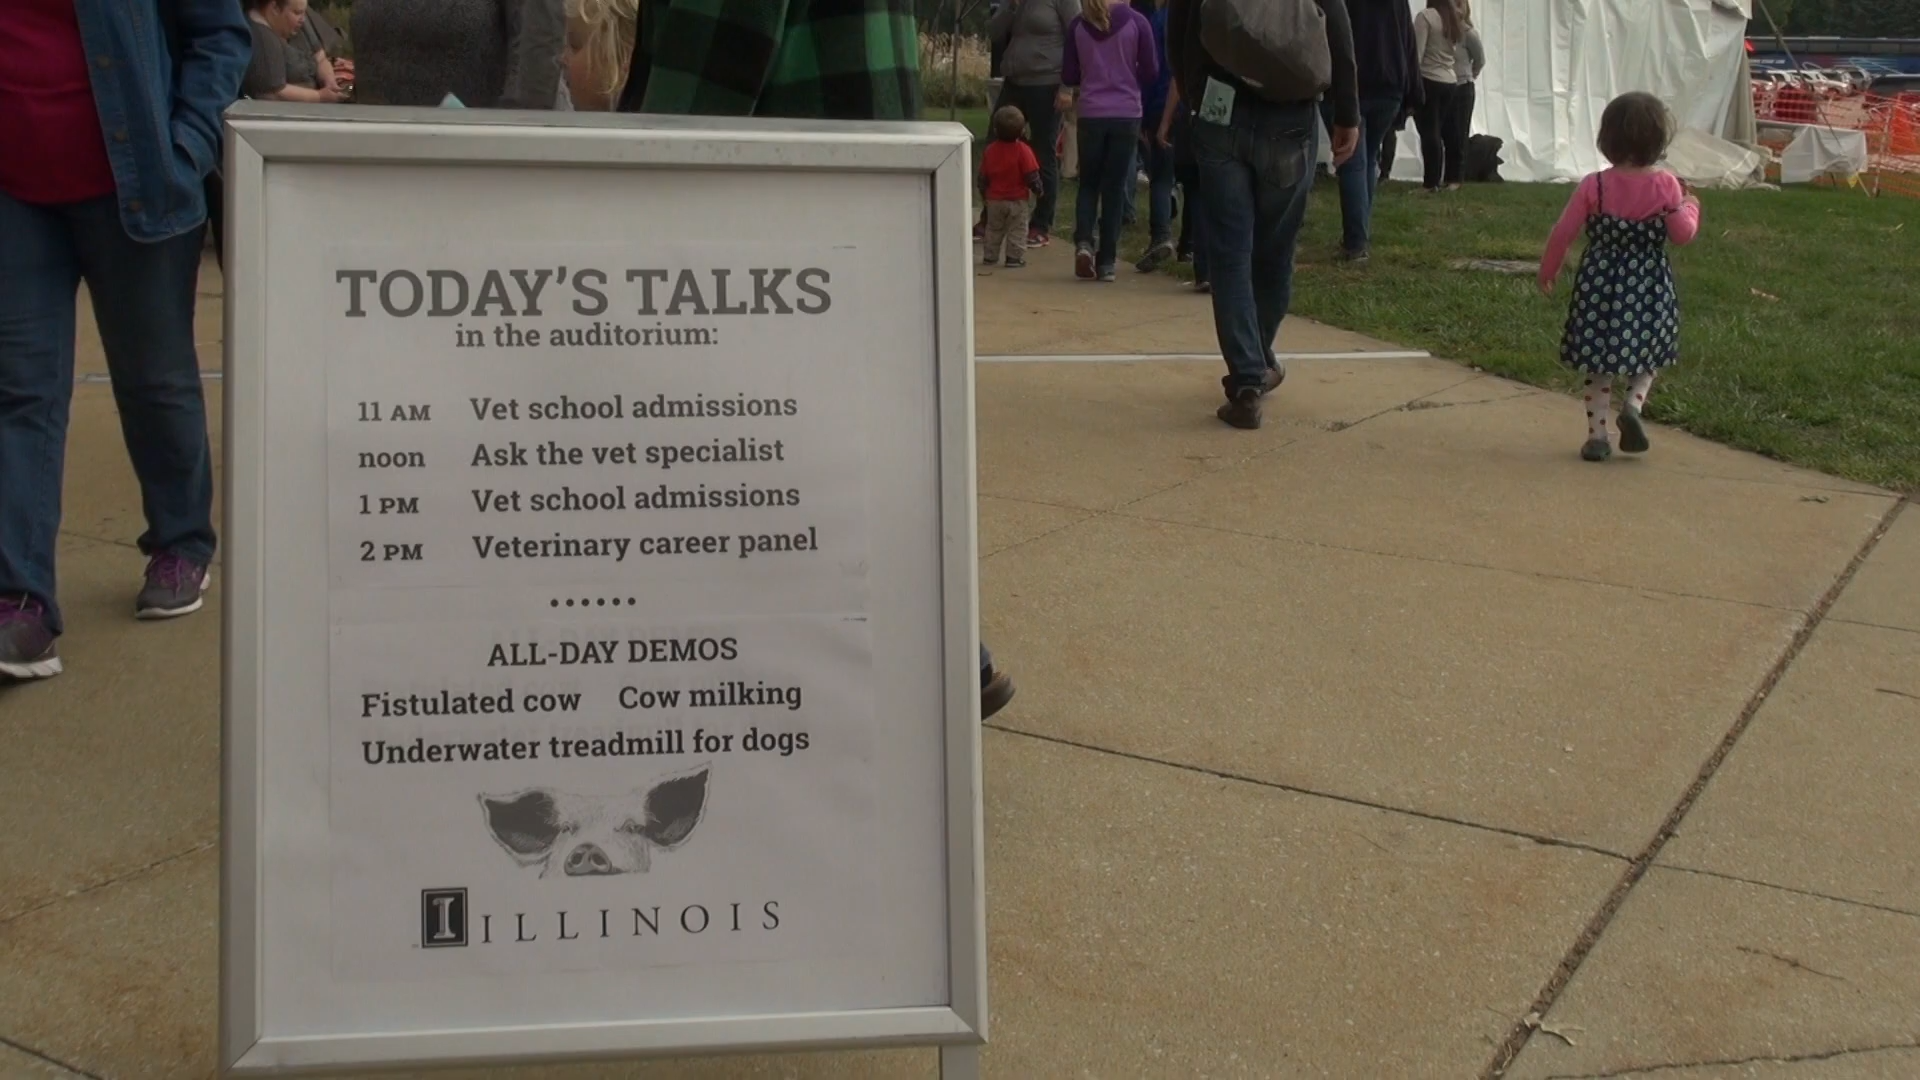 TODAY'S TALKS
in the auditorium:
11 AM Vet school admissions
noon Ask the vet specialist
1 PM Vet school admissions
2 PM Veterinary career panel
••••••
ALL-DAY DEMOS
Fistulated cow Cow milking
Underwater treadmill for dogs
I ILLINOIS